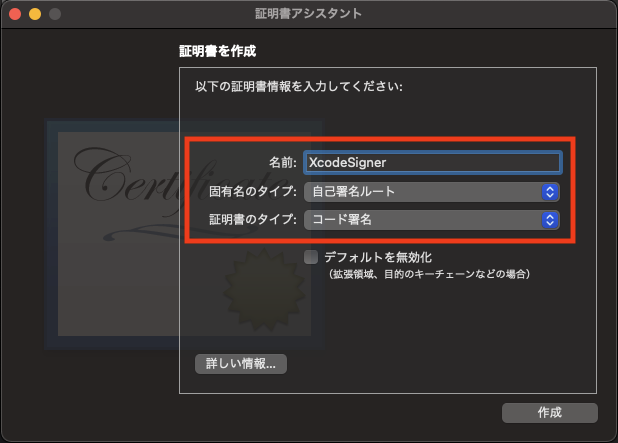 証明書アシスタント
証明書を作成
以下の証明書情報を入力してください:
Certificate
名前: XcodeSigner
固有名のタイプ: 自己署名ルート
証明書のタイプ: コード署名
デフォルトを無効化
（拡張領域、目的のキーチェーンなどの場合）
詳しい情報...
作成